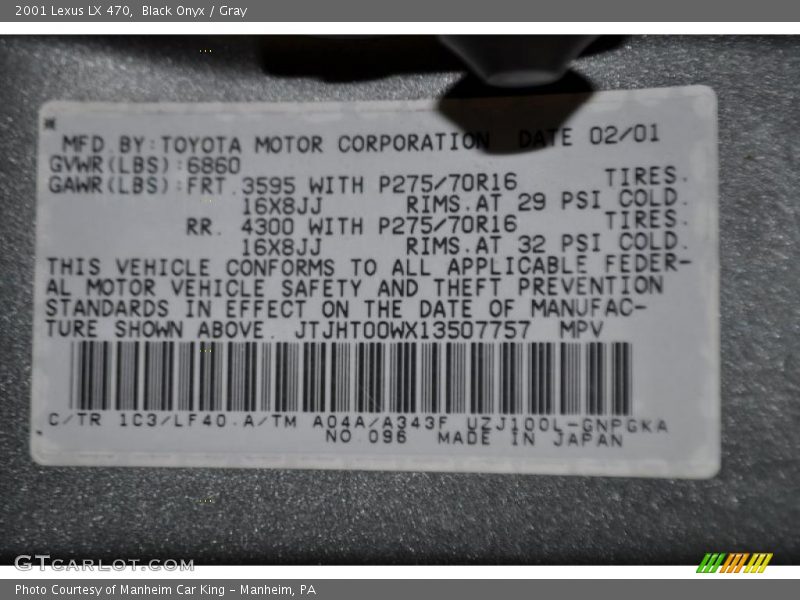 2001 Lexus LX 470, Black Onyx / Gray
MFD. BY: TOYOTA MOTOR CORPORATION DATE 02/01
GVWR(LBS):6860
GAWR(LBS):FRT.3595 WITH P275/70R16 TIRES.
16X8JJ RIMS.AT 29 PSI COLD.
RR. 4300 WITH P275/70R16 TIRES.
16X8JJ RIMS.AT 32 PSI COLD.
THIS VEHICLE CONFORMS TO ALL APPLICABLE FEDER-
AL MOTOR VEHICLE SAFETY AND THEFT PREVENTION
STANDARDS IN EFFECT ON THE DATE OF MANUFAC-
TURE SHOWN ABOVE. JTJHT00WX13507757 MPV
C/TR 1C3/LF40.A/TM A04A/A343F UZJ100L-GNPGKA
NO.096 MADE IN JAPAN
GTCARLOT.COM
Photo Courtesy of Manheim Car King - Manheim, PA